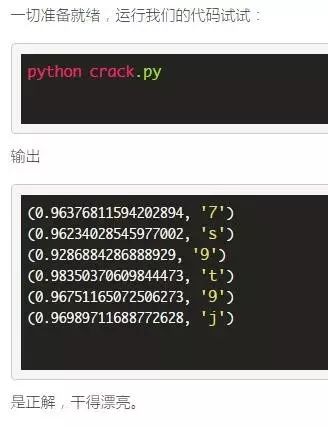 一切准备就绪，运行我们的代码试试：
python crack.py
输出
(0.96376811594202894, '7')
(0.96234028545977002, 's')
(0.9286884286888929, '9')
(0.98350370609844473, 't')
(0.96751165072506273, '9')
(0.96989711688772628, 'j')
是正解，干得漂亮。